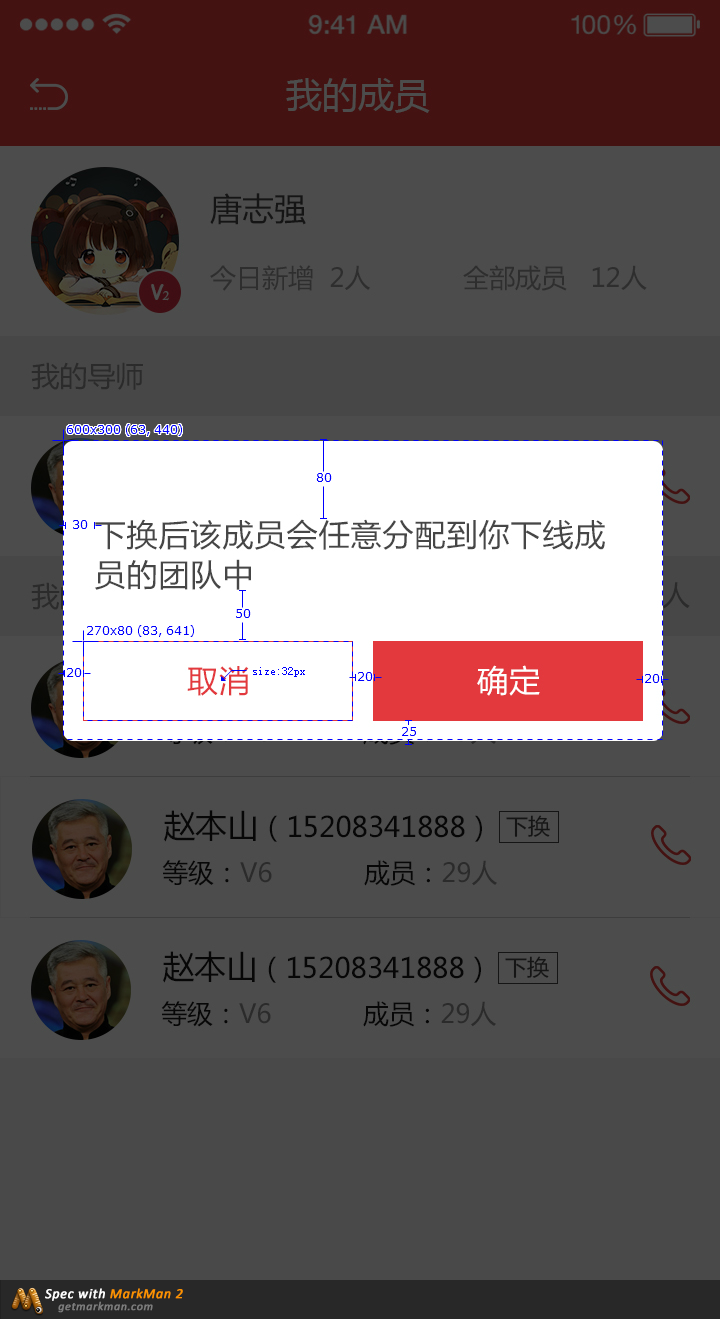 9:41 AM
100%
我的成员
唐志强
V2
今日新增 2人
全部成员 12人
我的导师
600x300 (63, 440)
80
30
下换后该成员会任意分配到你下线成
员的团队中
我
人
50
270x80 (83, 641)
20
取消
size:32px
20
确定
20
25
赵本山（15208341888）
下换
等级：V6
成员：29人
赵本山（15208341888）
下换
等级：V6
成员：29人
Spec with MarkMan 2
getmarkman.com